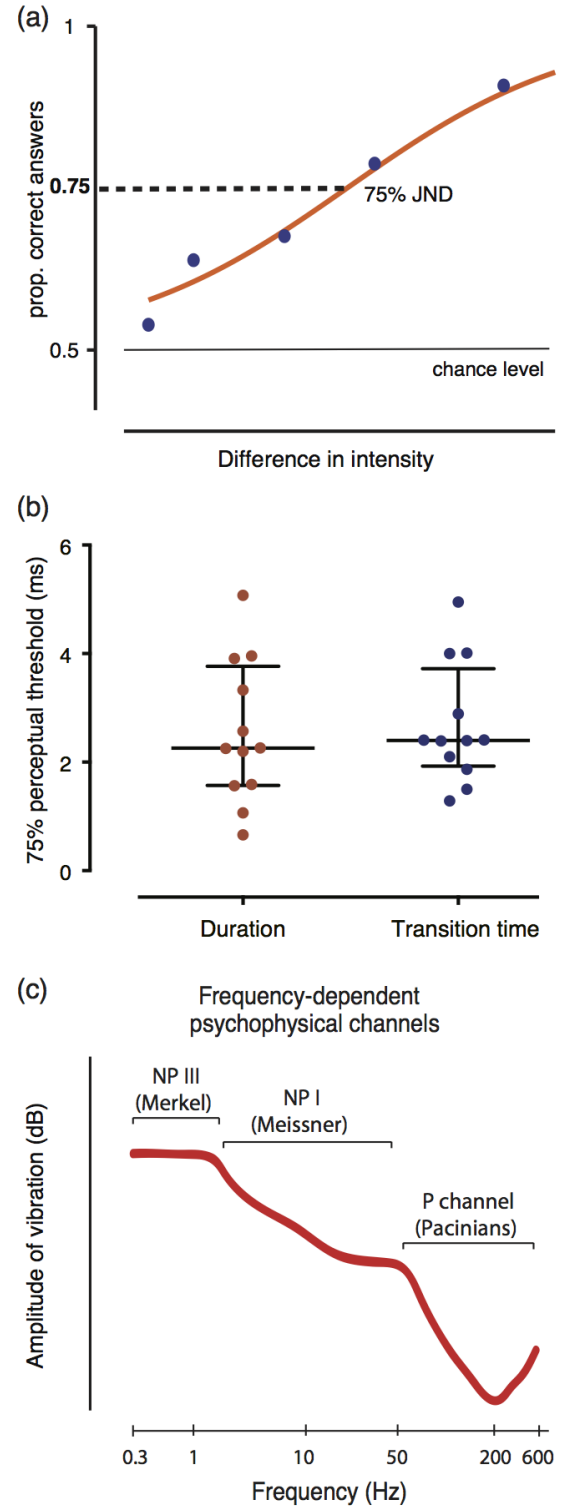 (a)
1
0.75
0.5
prop. correct answers
75% JND
chance level
Difference in intensity
(b)
6
4
2
0
75% perceptual threshold (ms)
Duration
Transition time
(c)
Frequency-dependent
psychophysical channels
NP III
(Merkel)
NP I
(Meissner)
P channel
(Pacinians)
Amplitude of vibration (dB)
0.3 1 10 50 200 600
Frequency (Hz)